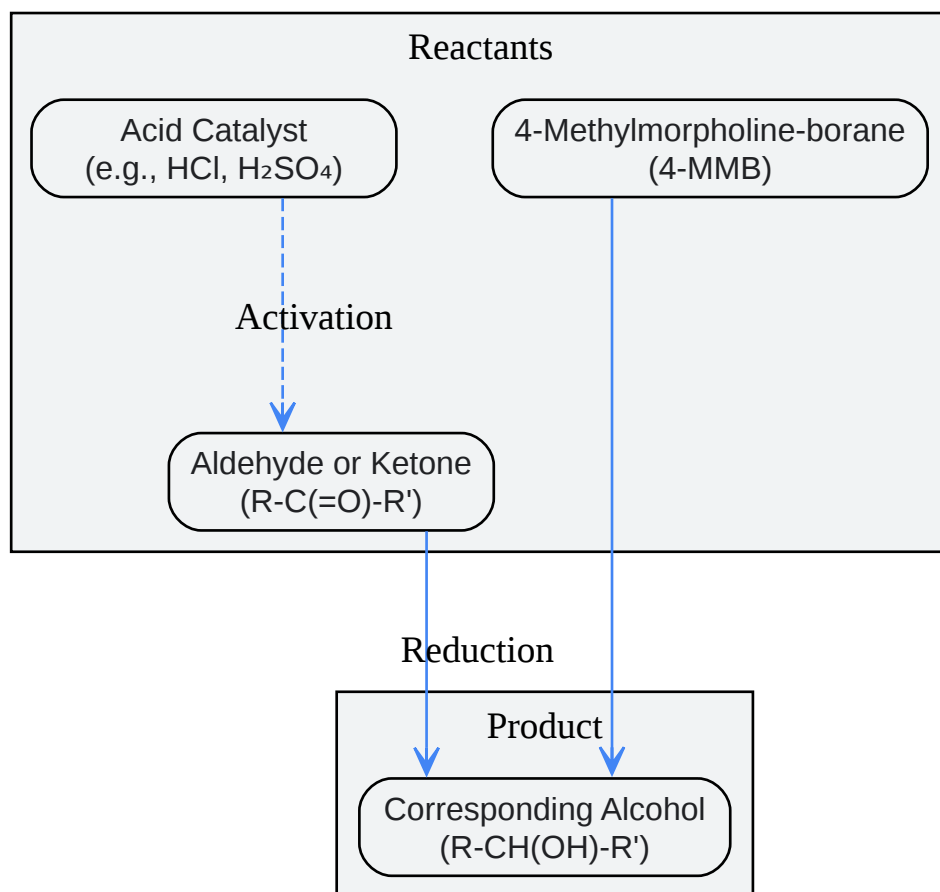 Reactants
Acid Catalyst
(e.g., HCl, H₂SO₄)
4-Methylmorpholine-borane
(4-MMB)
Activation
Aldehyde or Ketone
(R-C(=O)-R')
Reduction
Product
Corresponding Alcohol
(R-CH(OH)-R')